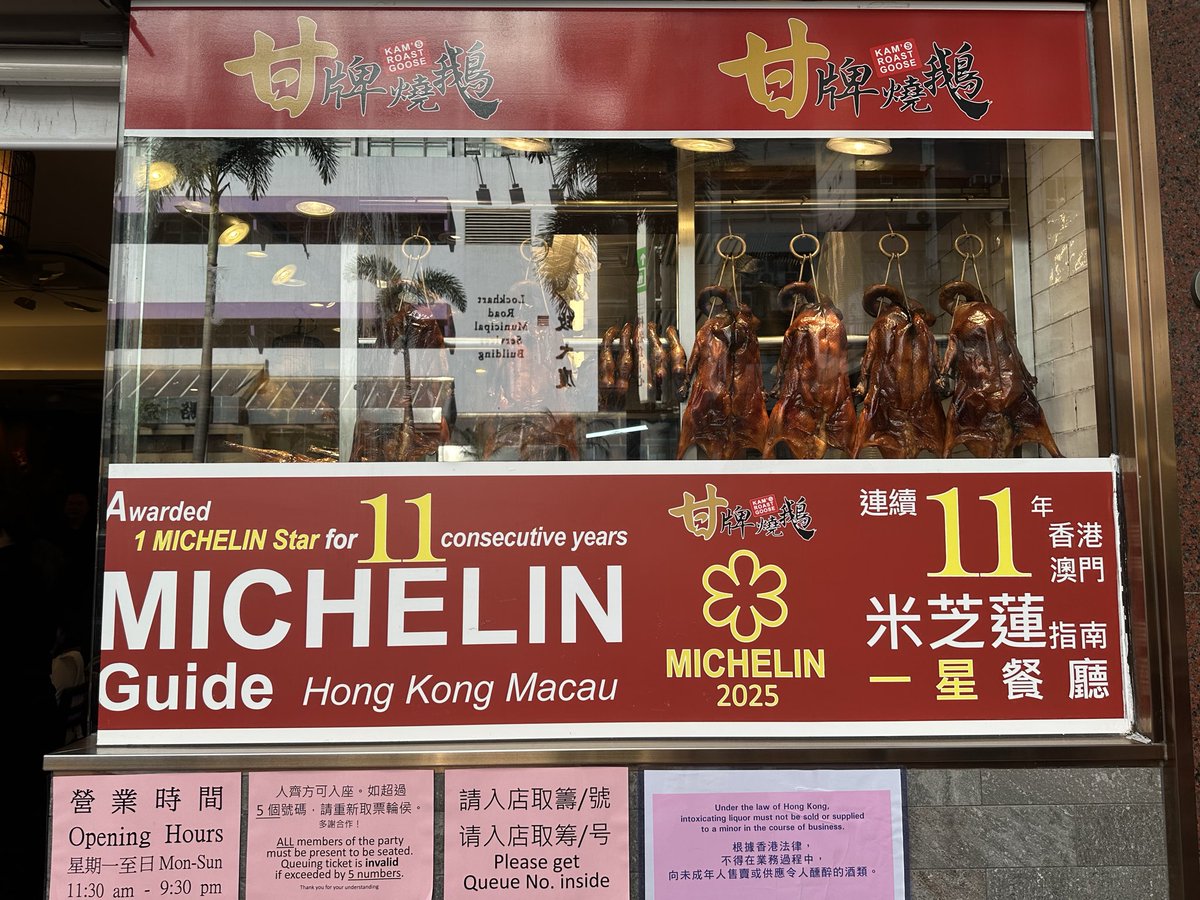 甘牌燒鵝
KAM'S
ROAST
GOOSE
甘牌燒鵝
KAM'S
ROAST
GOOSE
Lockhart
Road
Municipal
Services
Building
Awarded
1 MICHELIN Star for 11 consecutive years
MICHELIN
Guide Hong Kong Macau
甘牌燒鵝
KAM'S
ROAST
GOOSE
MICHELIN
2025
連續11年
香港
澳門
米芝蓮指南
一星餐廳
營業時間
Opening Hours
星期一至日 Mon-Sun
11:30 am - 9:30 pm
人齊方可入座。如超過
5個號碼，請重新取票輪侯。
多謝合作！
ALL members of the party
must be present to be seated.
Queuing ticket is invalid
if exceeded by 5 numbers.
Thank you for your understanding
請入店取籌/號
请入店取筹/号
Please get
Queue No. inside
Under the law of Hong Kong,
intoxicating liquor must not be sold or supplied
to a minor in the course of business.
根據香港法律，
不得在業務過程中，
向未成年人售賣或供應令人醺醉的酒類。